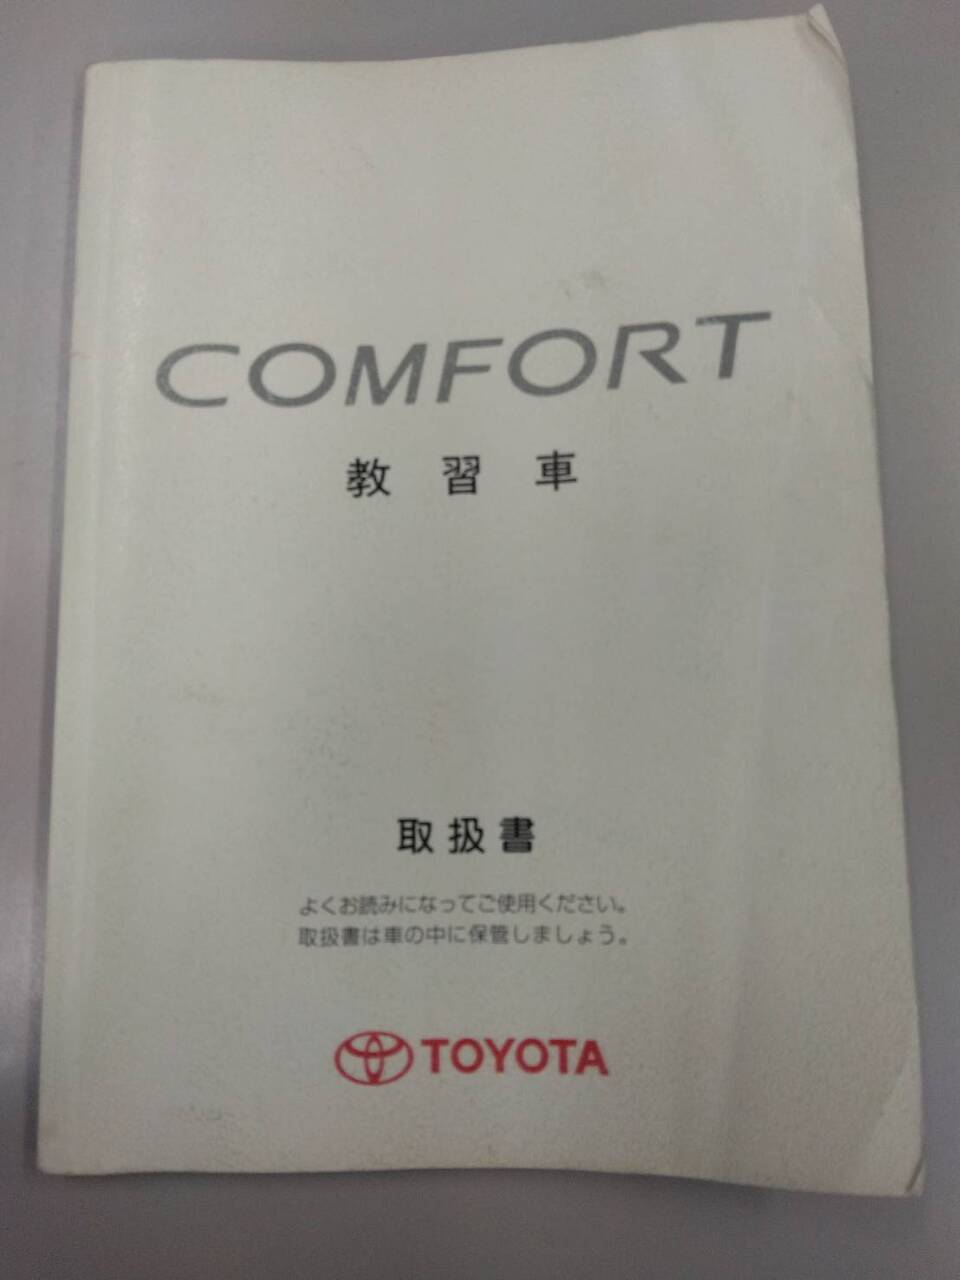 COMFORT
教習車
取扱書
よくお読みになってご使用ください。
取扱書は車の中に保管しましょう。
TOYOTA